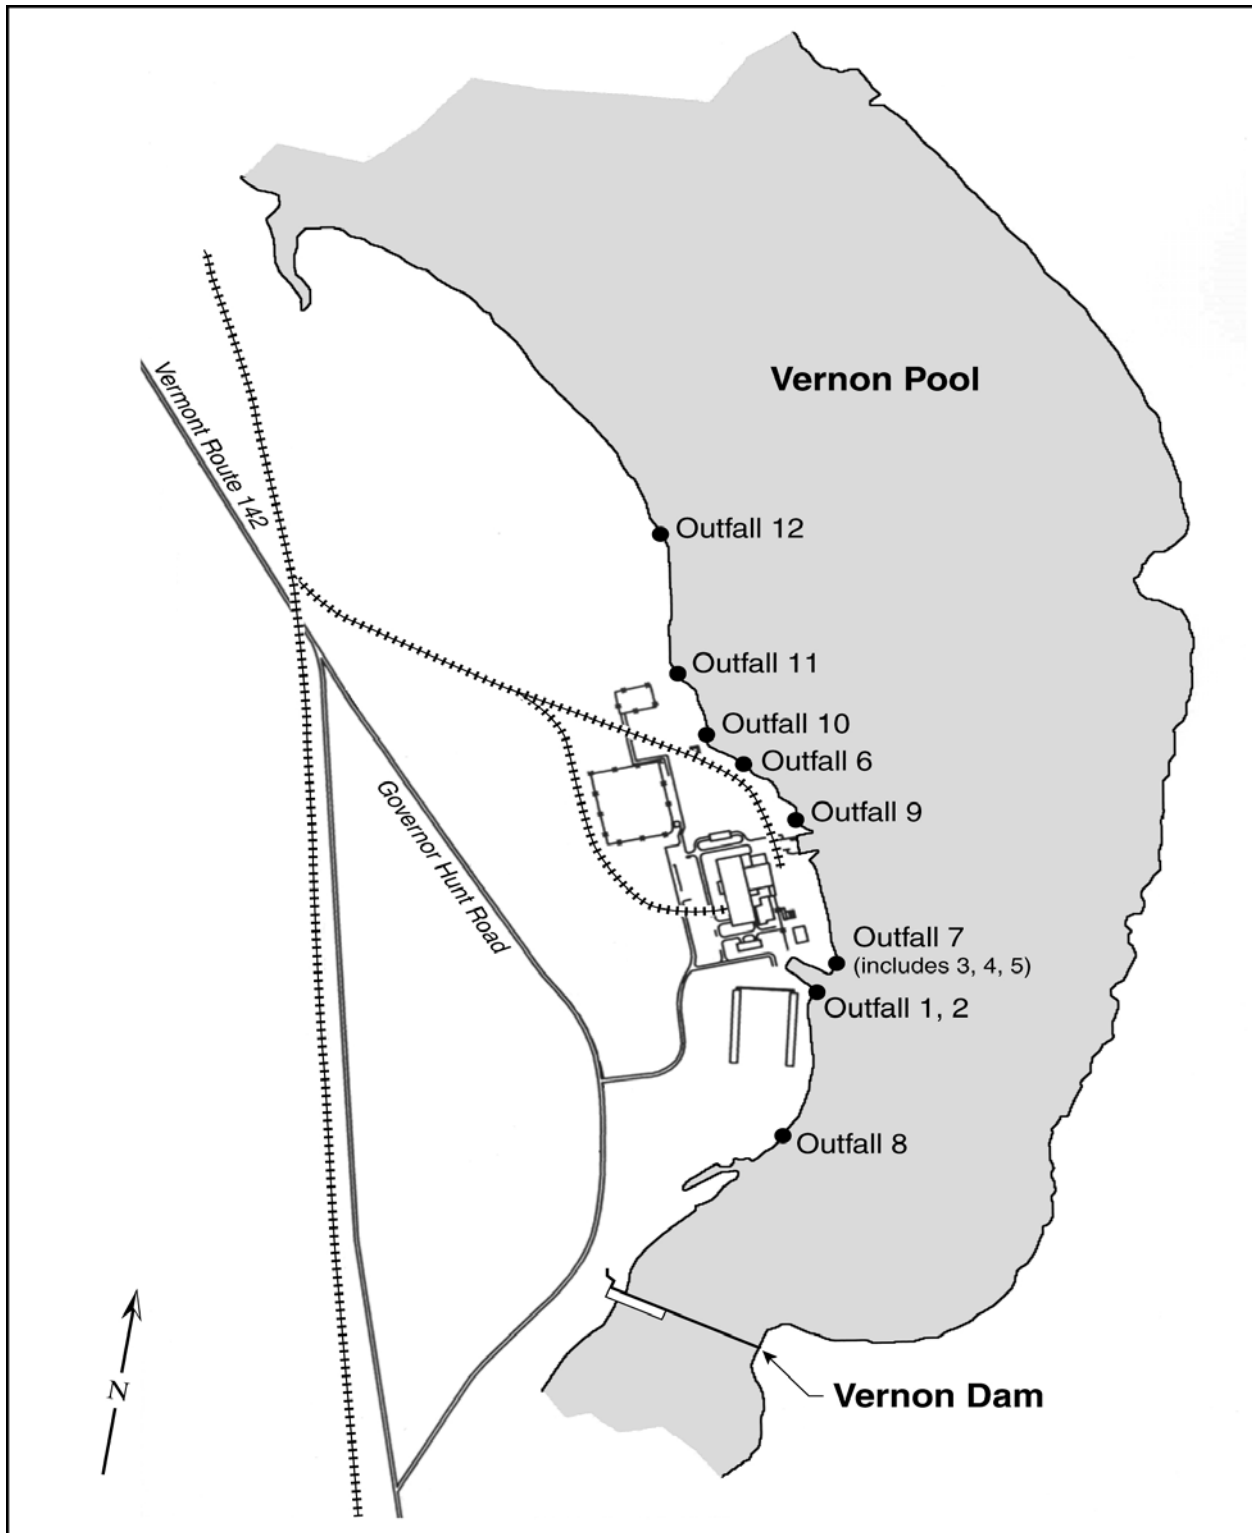 Vernon Pool
Vermont Route 142
Outfall 12
Outfall 11
Outfall 10
Outfall 6
Governor Hunt Road
Outfall 9
Outfall 7
(includes 3, 4, 5)
Outfall 1, 2
Outfall 8
N
Vernon Dam